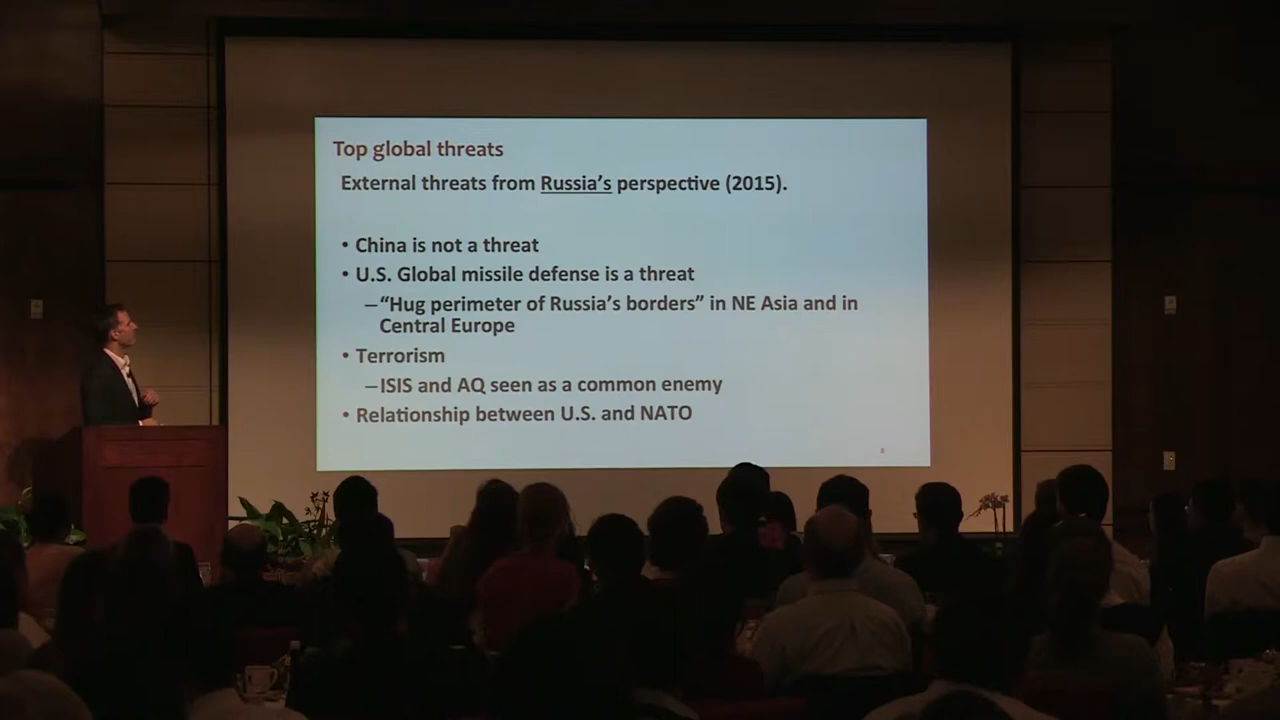 Top global threats
External threats from Russia's perspective (2015).
• China is not a threat
• U.S. Global missile defense is a threat
–“Hug perimeter of Russia's borders” in NE Asia and in
Central Europe
• Terrorism
–ISIS and AQ seen as a common enemy
• Relationship between U.S. and NATO